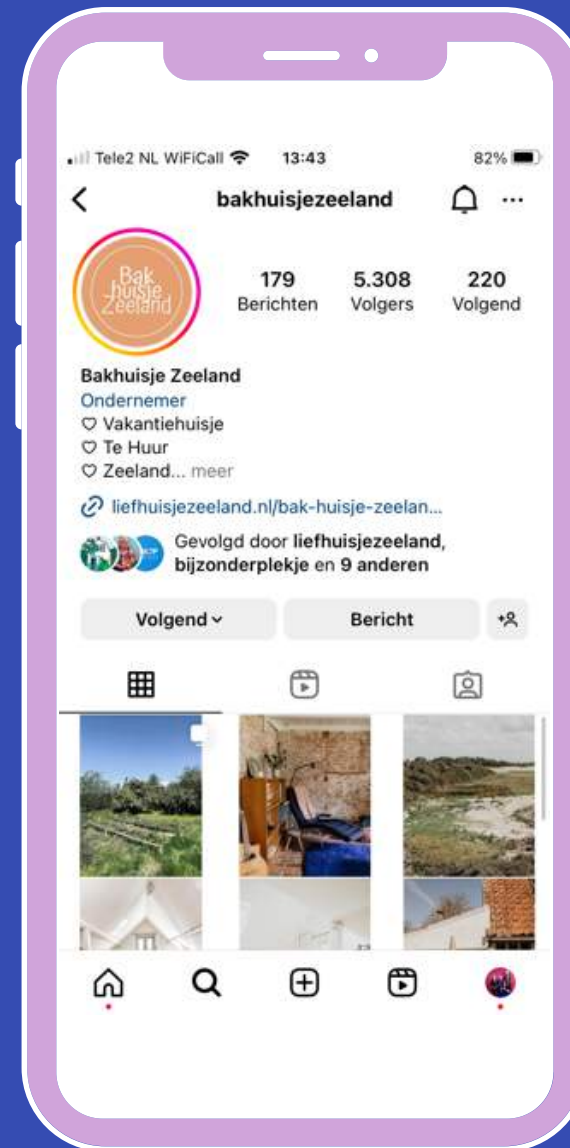 Tele2 NL WiFiCall 13:43 82%
bakhuisjezeeland ...
Bak
huisje
Zeeland
179 5.308 220
Berichten Volgers Volgend
Bakhuisje Zeeland
Ondernemer
♡ Vakantiehuisje
♡ Te Huur
♡ Zeeland... meer
liefhuisjezeeland.nl/bak-huisje-zeelan...
Gevolgd door liefhuisjezeeland,
bijzonderplekje en 9 anderen
Volgend Bericht